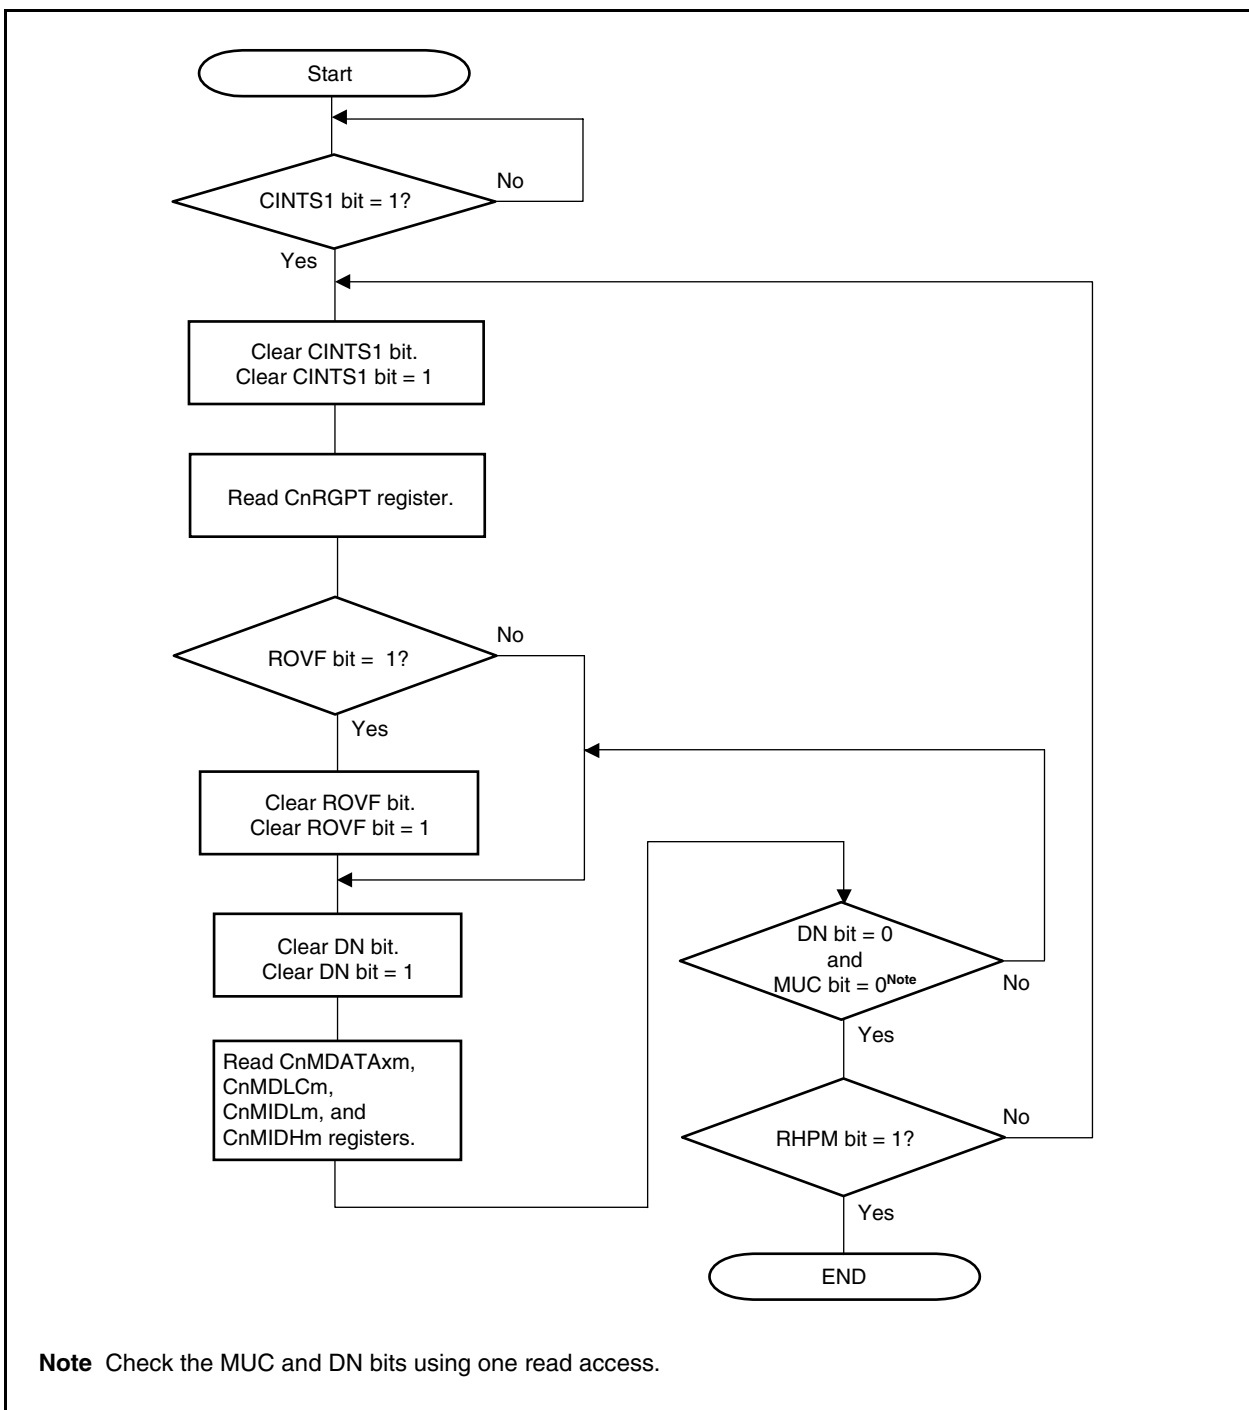 Start
CINTS1 bit = 1?
No
Yes
Clear CINTS1 bit.
Clear CINTS1 bit = 1
Read CnRGPT register.
ROVF bit =  1?
No
Yes
Clear ROVF bit.
Clear ROVF bit = 1
Clear DN bit.
Clear DN bit = 1
Read CnMDATAxm,
CnMDLCm,
CnMIDLm, and
CnMIDHm registers.
DN bit = 0
and
MUC bit = 0Note
No
Yes
RHPM bit = 1?
No
Yes
END
Note  Check the MUC and DN bits using one read access.